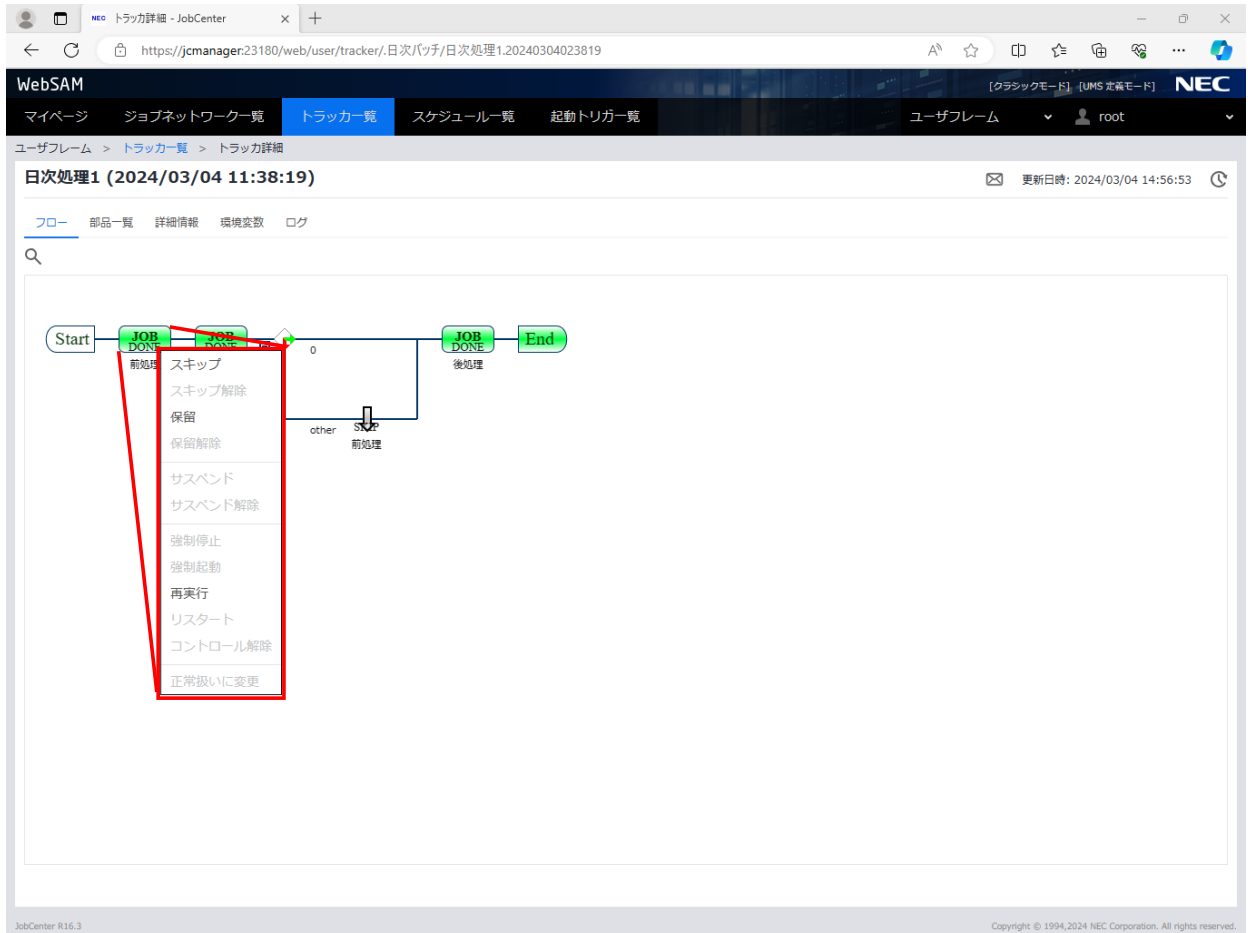 NEC トラッカ詳細 - JobCenter
https://jcmanager:23180/web/user/tracker/.日次バッチ/日次処理1.20240304023819
WebSAM
[クラシックモード] [UMS 定義モード] NEC
マイページ ジョブネットワーク一覧 トラッカ一覧 スケジュール一覧 起動トリガ一覧 ユーザフレーム root
ユーザフレーム > トラッカ一覧 > トラッカ詳細
日次処理1 (2024/03/04 11:38:19)
更新日時: 2024/03/04 14:56:53
フロー 部品一覧 詳細情報 環境変数 ログ
Start JOB JOB JOB End
DONE DONE DONE
0
前処理 後処理
スキップ
スキップ解除
保留
other
保留解除
前処理
サスペンド
サスペンド解除
強制停止
強制起動
再実行
リスタート
コントロール解除
正常扱いに変更
JobCenter R16.3
Copyright © 1994,2024 NEC Corporation. All rights reserved.